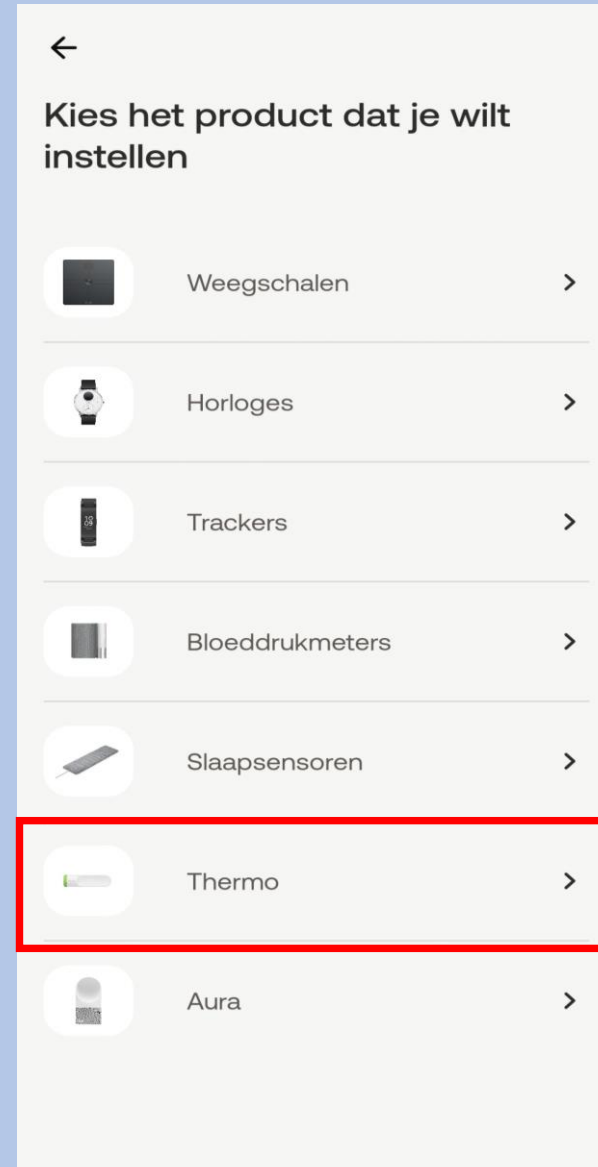 Kies het product dat je wilt
instellen
Weegschalen
Horloges
Trackers
Bloeddrukmeters
Slaapsensoren
Thermo
Aura